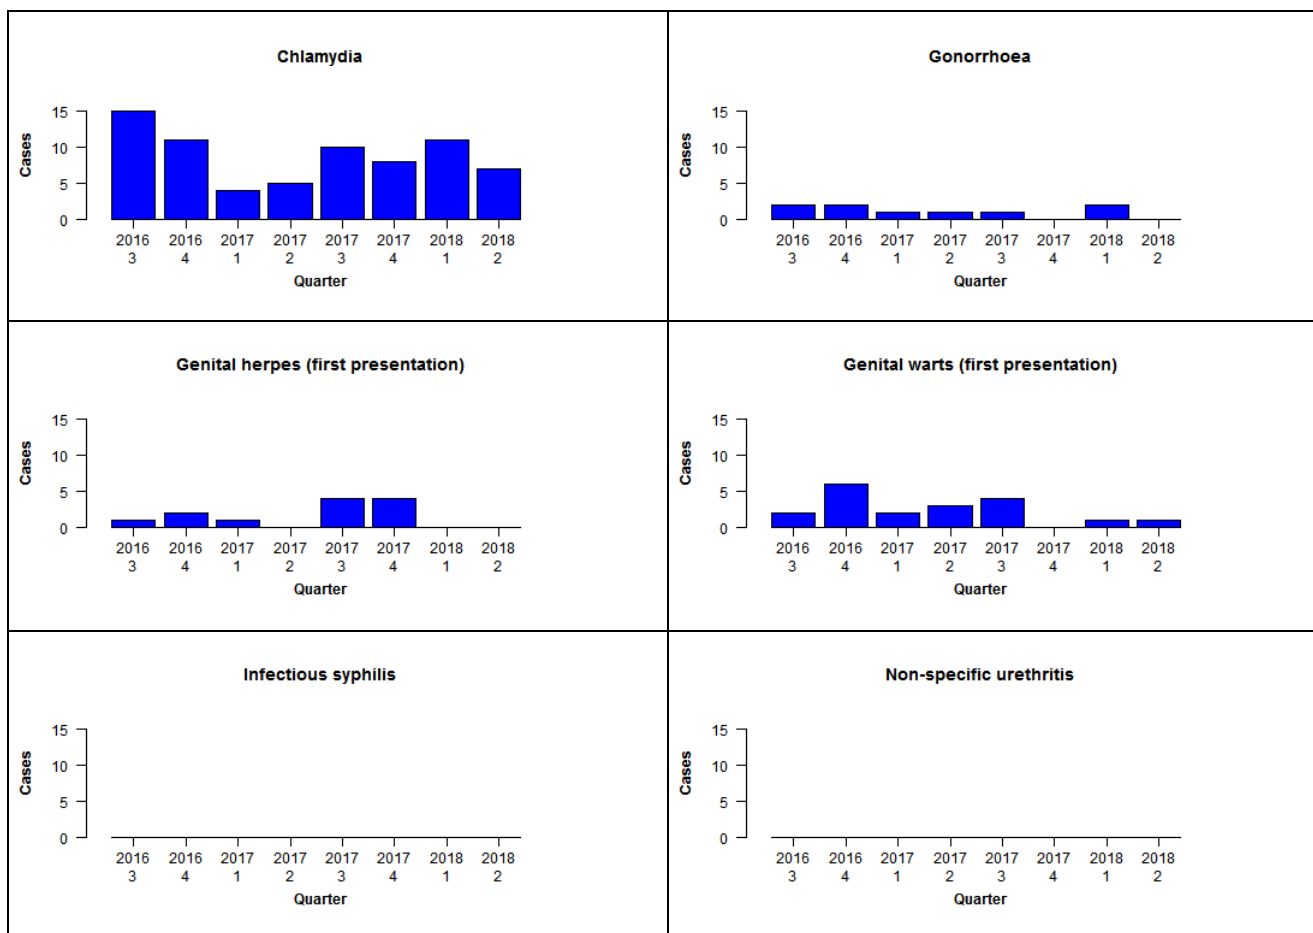 Chlamydia
15
10
5
0
Cases
2016 2016 2017 2017 2017 2017 2018 2018
3 4 1 2 3 4 1 2
Quarter
Gonorrhoea
15
10
5
0
Cases
2016 2016 2017 2017 2017 2017 2018 2018
3 4 1 2 3 4 1 2
Quarter
Genital herpes (first presentation)
15
10
5
0
Cases
2016 2016 2017 2017 2017 2017 2018 2018
3 4 1 2 3 4 1 2
Quarter
Genital warts (first presentation)
15
10
5
0
Cases
2016 2016 2017 2017 2017 2017 2018 2018
3 4 1 2 3 4 1 2
Quarter
Infectious syphilis
15
10
5
0
Cases
2016 2016 2017 2017 2017 2017 2018 2018
3 4 1 2 3 4 1 2
Quarter
Non-specific urethritis
15
10
5
0
Cases
2016 2016 2017 2017 2017 2017 2018 2018
3 4 1 2 3 4 1 2
Quarter